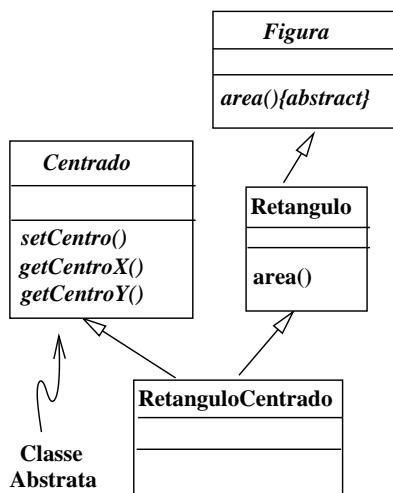 Figura
area(){abstract}
Centrado
setCentro()
getCentroX()
getCentroY()
Retangulo
area()
RetanguloCentrado
Classe
Abstrata